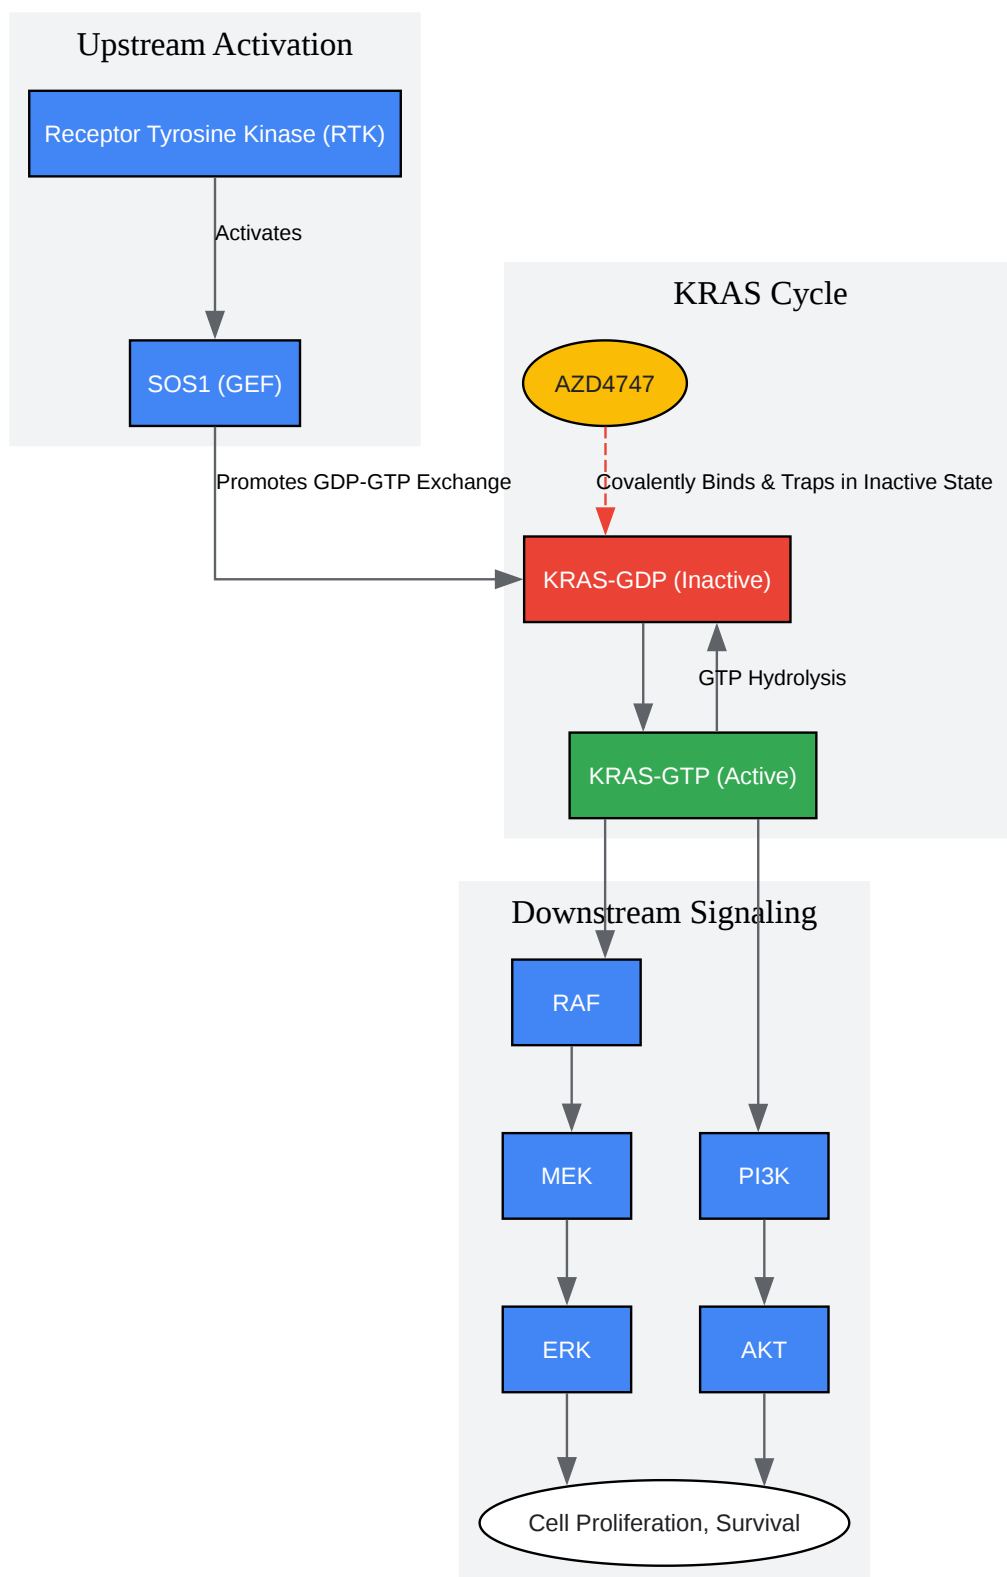 Upstream Activation
Receptor Tyrosine Kinase (RTK)
Activates
SOS1 (GEF)
Promotes GDP-GTP Exchange
KRAS Cycle
AZD4747
Covalently Binds & Traps in Inactive State
KRAS-GDP (Inactive)
GTP Hydrolysis
KRAS-GTP (Active)
Downstream Signaling
RAF
MEK
PI3K
ERK
AKT
Cell Proliferation, Survival